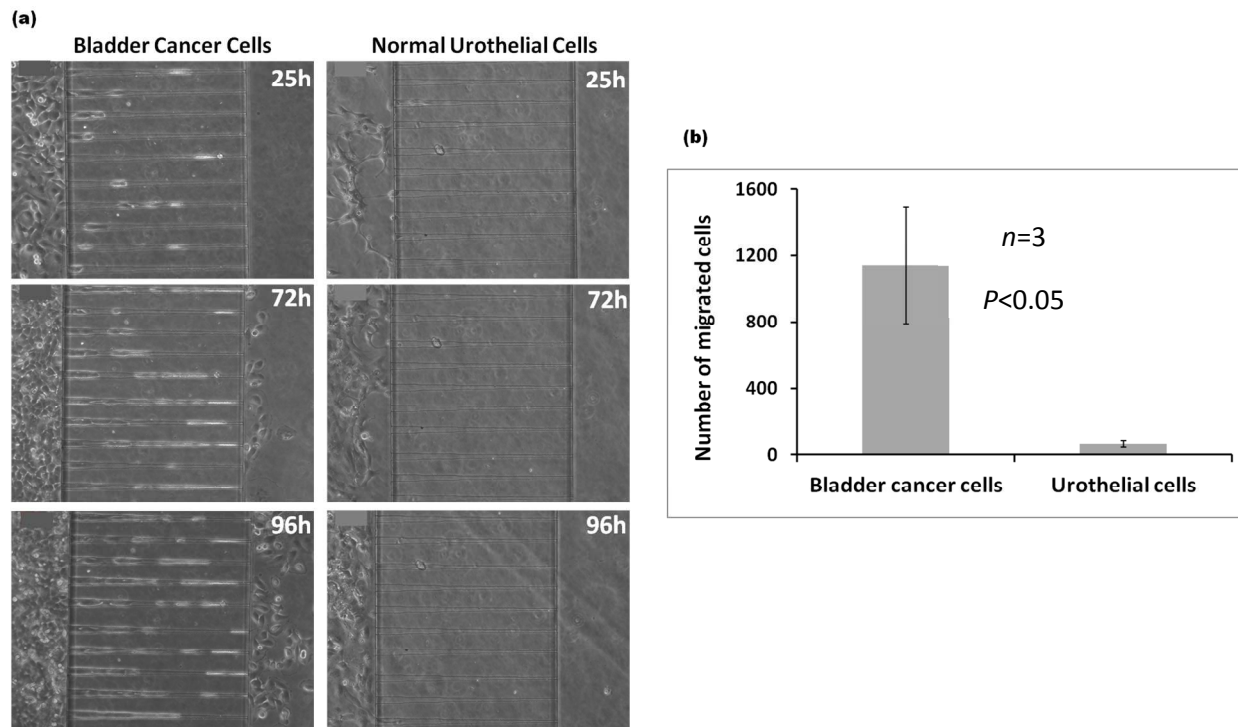 (a)
Bladder Cancer Cells
Normal Urothelial Cells
25h
25h
72h
72h
96h
96h
(b)
Number of migrated cells
1600
1200
800
400
0
n=3
P<0.05
Bladder cancer cells
Urothelial cells